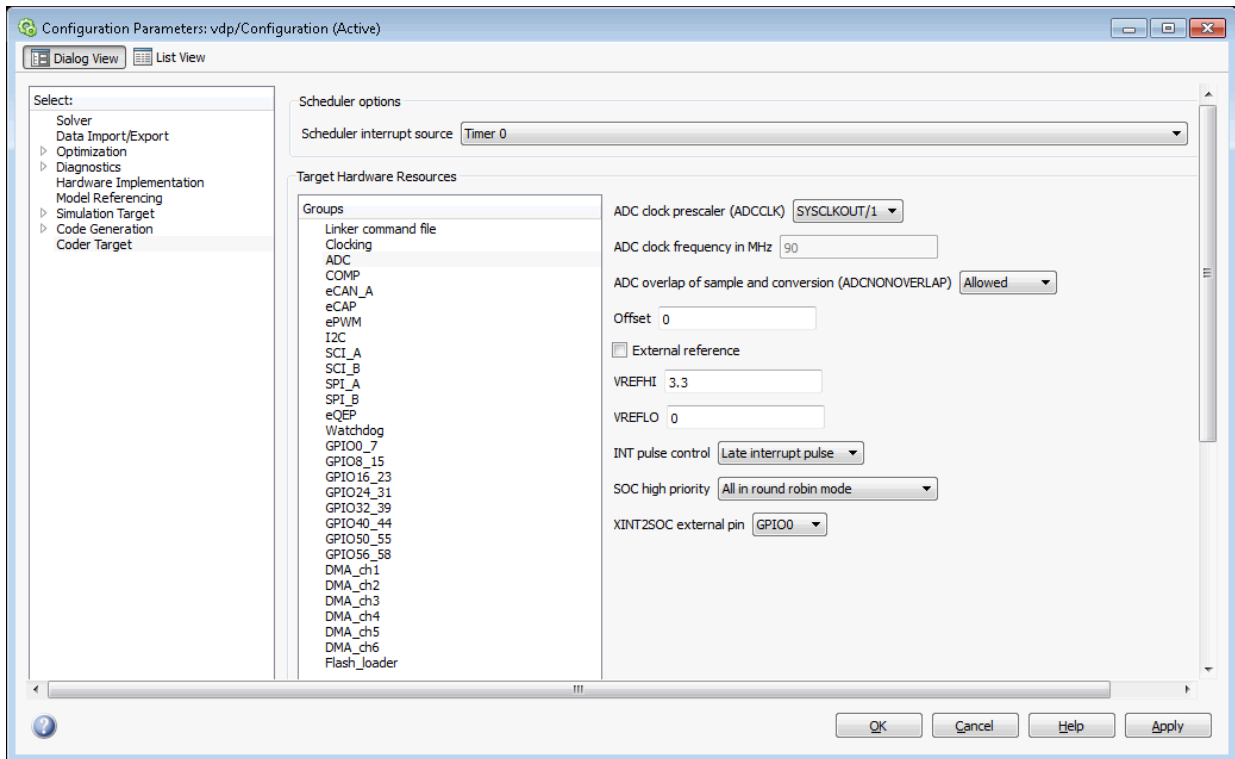 Configuration Parameters: vdp/Configuration (Active)
Dialog View List View
Select:
Solver
Data Import/Export
Optimization
Diagnostics
Hardware Implementation
Model Referencing
Simulation Target
Code Generation
Coder Target
Scheduler options
Scheduler interrupt source Timer 0
Target Hardware Resources
Groups
Linker command file
Clocking
ADC
COMP
eCAN_A
eCAP
ePWM
I2C
SCI_A
SCI_B
SPI_A
SPI_B
eQEP
Watchdog
GPIO0_7
GPIO8_15
GPIO16_23
GPIO24_31
GPIO32_39
GPIO40_44
GPIO50_55
GPIO56_58
DMA_ch1
DMA_ch2
DMA_ch3
DMA_ch4
DMA_ch5
DMA_ch6
Flash_loader
ADC clock prescaler (ADCCLK) SYSCLKOUT/1
ADC clock frequency in MHz 90
ADC overlap of sample and conversion (ADCNONOVERLAP) Allowed
Offset 0
External reference
VREFHI 3.3
VREFLO 0
INT pulse control Late interrupt pulse
SOC high priority All in round robin mode
XINT2SOC external pin GPIO0
OK Cancel Help Apply